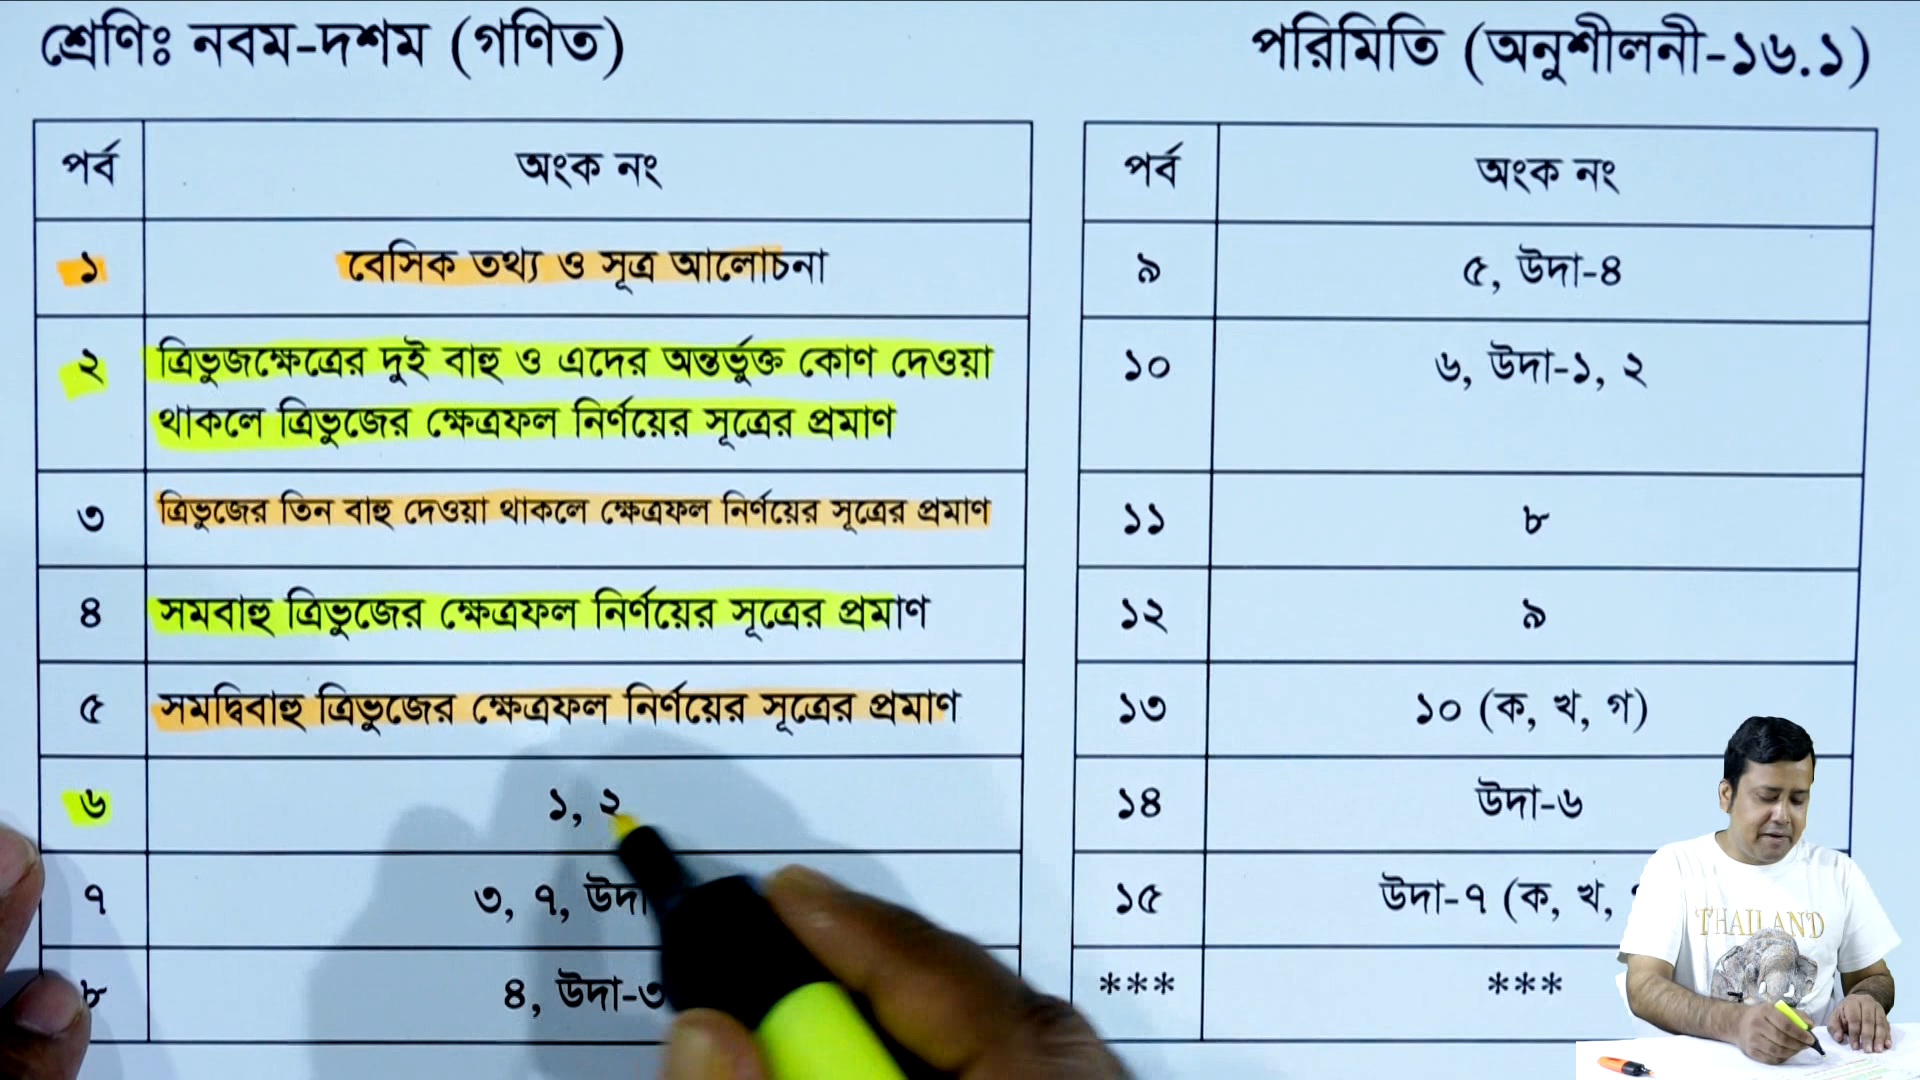 শ্রেণিঃ নবম-দশম (গণিত)
পরিমিতি (অনুশীলনী-১৬.১)
পর্ব অংক নং
১ বেসিক তথ্য ও সূত্র আলোচনা
২ ত্রিভুজক্ষেত্রের দুই বাহু ও এদের অন্তর্ভুক্ত কোণ দেওয়া
থাকলে ত্রিভুজের ক্ষেত্রফল নির্ণয়ের সূত্রের প্রমাণ
৩ ত্রিভুজের তিন বাহু দেওয়া থাকলে ক্ষেত্রফল নির্ণয়ের সূত্রের প্রমাণ
৪ সমবাহু ত্রিভুজের ক্ষেত্রফল নির্ণয়ের সূত্রের প্রমাণ
৫ সমদ্বিবাহু ত্রিভুজের ক্ষেত্রফল নির্ণয়ের সূত্রের প্রমাণ
৬ ১, ২
৭ ৩, ৭, উদা
৮ ৪, উদা-৩
পর্ব অংক নং
৯ ৫, উদা-৪
১০ ৬, উদা-১, ২
১১ ৮
১২ ৯
১৩ ১০ (ক, খ, গ)
১৪ উদা-৬
১৫ উদা-৭ (ক, খ,
*** ***
THAILAND